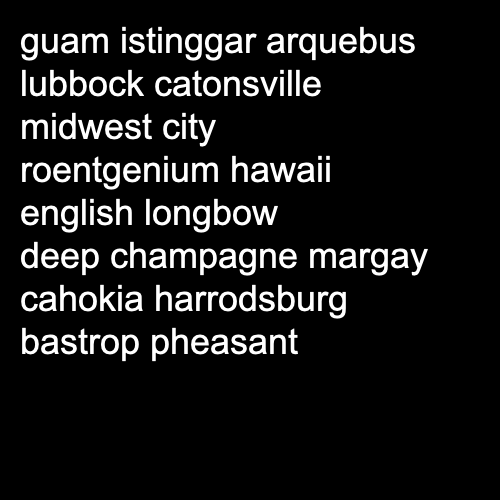 guam istinggar arquebus
lubbock catonsville
midwest city
roentgenium hawaii
english longbow
deep champagne margay
cahokia harrodsburg
bastrop pheasant